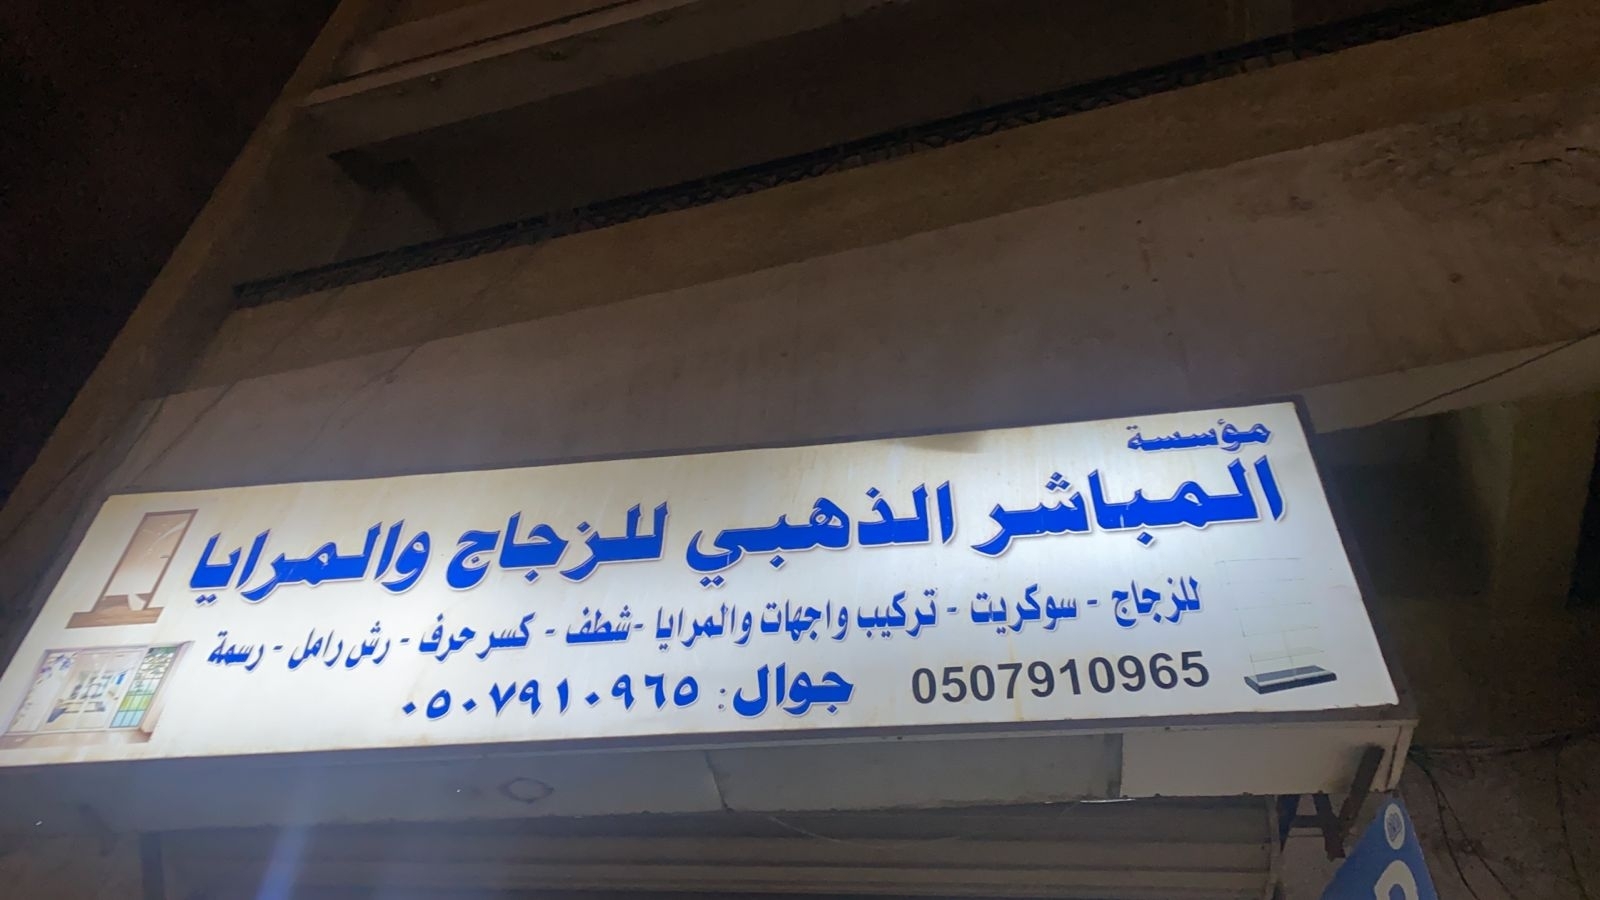 مؤسسة
المباشر الذهبي للزجاج والمرايا
للزجاج - سوكريت - تركيب واجهات والمرايا -شطف - كسر حرف - رش رامل - رسمة
0507910965 جوال: ٠٥٠٧٩١٠٩٦٥